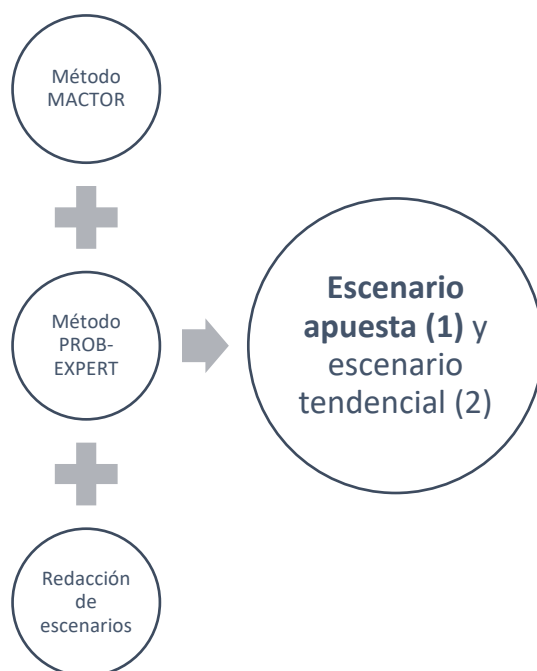 Método
MACTOR
Método
PROB-
EXPERT
Redacción
de
escenarios
Escenario
apuesta (1) y
escenario
tendencial (2)